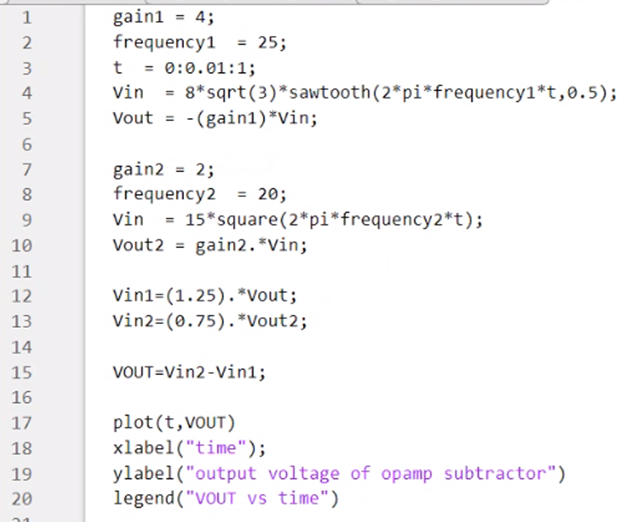 1 gain1 = 4;
2 frequency1  = 25;
3 t  = 0:0.01:1;
4 Vin  = 8*sqrt(3)*sawtooth(2*pi*frequency1*t,0.5);
5 Vout = -(gain1)*Vin;
6
7 gain2 = 2;
8 frequency2  = 20;
9 Vin  = 15*square(2*pi*frequency2*t);
10 Vout2 = gain2.*Vin;
11
12 Vin1=(1.25).*Vout;
13 Vin2=(0.75).*Vout2;
14
15 VOUT=Vin2-Vin1;
16
17 plot(t,VOUT)
18 xlabel("time");
19 ylabel("output voltage of opamp subtractor")
20 legend("VOUT vs time")